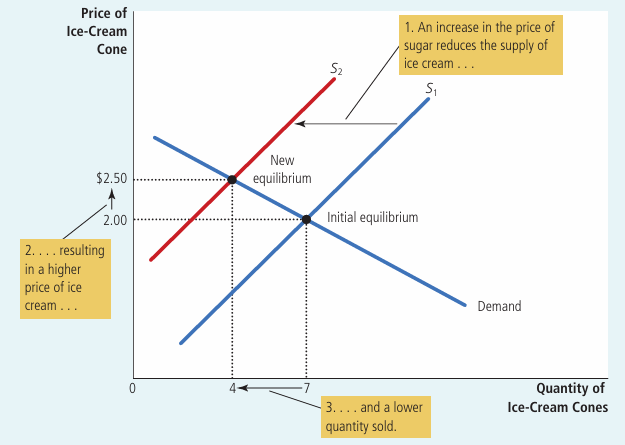 Price of
Ice-Cream
Cone
1. An increase in the price of
sugar reduces the supply of
ice cream . . .
S2
S1
New
equilibrium
$2.50
Initial equilibrium
2.00
2. . . . resulting
in a higher
price of ice
cream . . .
Demand
0
4
7
Quantity of
Ice-Cream Cones
3. . . . and a lower
quantity sold.